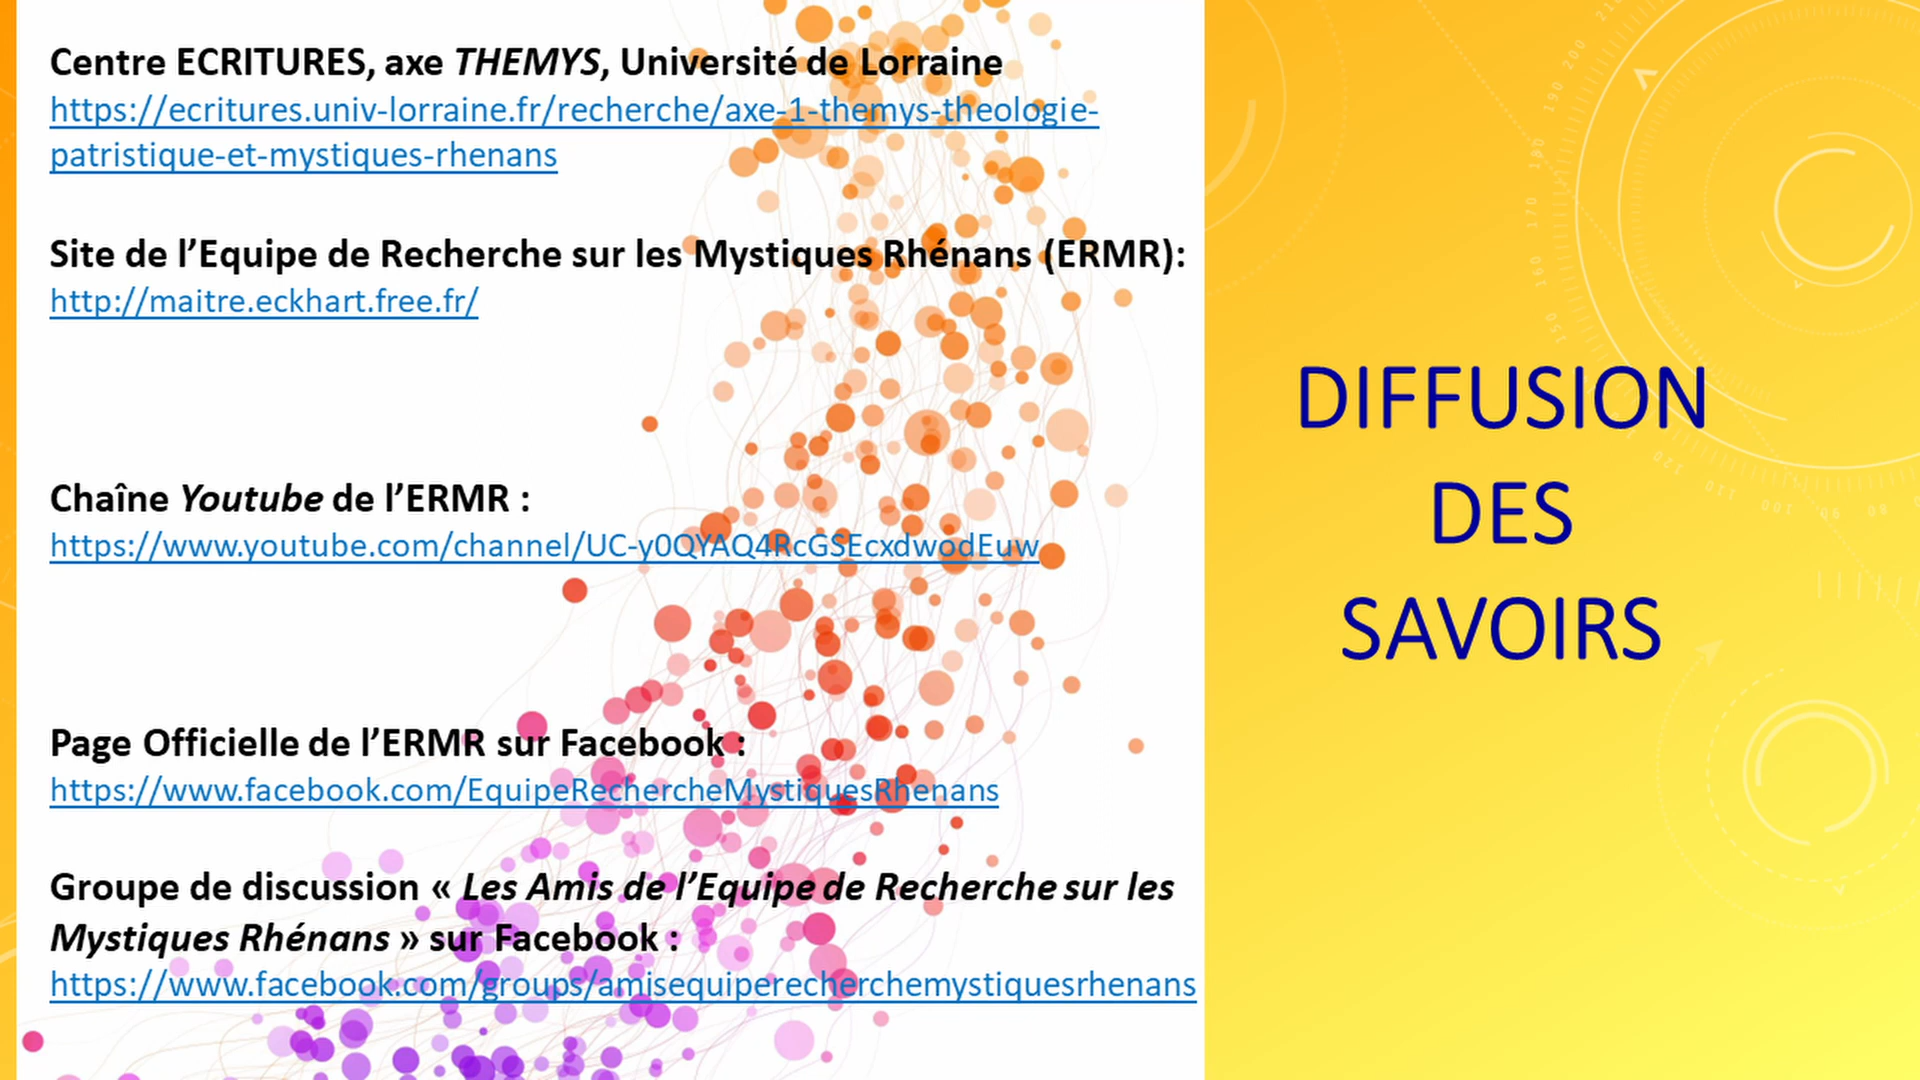 Centre ECRITURES, axe THEMYS, Université de Lorraine
https://ecritures.univ-lorraine.fr/recherche/axe-1-themys-theologie-
patristique-et-mystiques-rhenans
Site de l’Equipe de Recherche sur les Mystiques Rhénans (ERMR):
http://maitre.eckhart.free.fr/
Chaîne Youtube de l’ERMR :
https://www.youtube.com/channel/UC-y0QYAQ4RcGSEcxdwodEuw
Page Officielle de l’ERMR sur Facebook :
https://www.facebook.com/EquipeRechercheMystiquesRhenans
Groupe de discussion « Les Amis de l’Equipe de Recherche sur les
Mystiques Rhénans » sur Facebook :
https://www.facebook.com/groups/amisequiperecherchemystiquesrhenans
DIFFUSION
DES
SAVOIRS